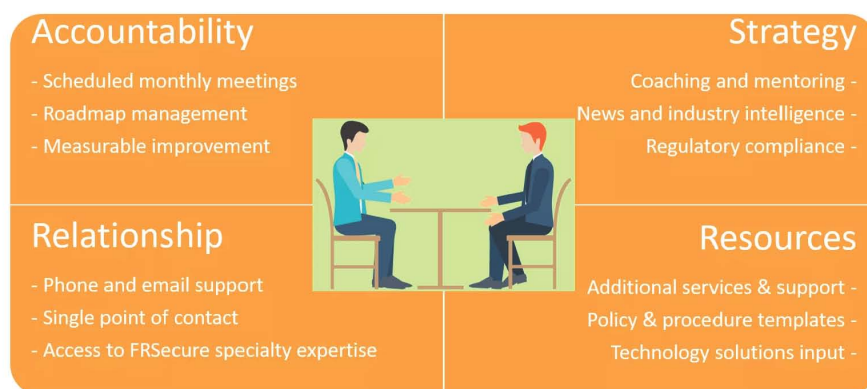 Accountability
- Scheduled monthly meetings
- Roadmap management
- Measurable improvement
Strategy
Coaching and mentoring -
News and industry intelligence -
Regulatory compliance -
Relationship
- Phone and email support
- Single point of contact
- Access to FRSecure specialty expertise
Resources
Additional services & support -
Policy & procedure templates -
Technology solutions input -